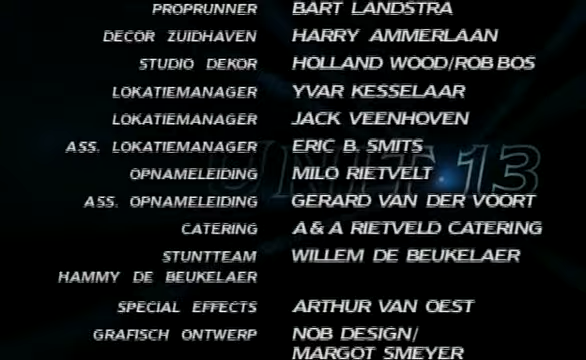 PROPRUNNER BART LANDSTRA
DECOR ZUIDHAVEN HARRY AMMERLAAN
STUDIO DEKOR HOLLAND WOOD/ROB BOS
LOKATIEMANAGER YVAR KESSELAAR
LOKATIEMANAGER JACK VEENHOVEN
ASS. LOKATIEMANAGER ERIC B. SMITS
UNIT 13
OPNAMELEIDING MILO RIETVELT
ASS. OPNAMELEIDING GERARD VAN DER VOORT
CATERING A & A RIETVELD CATERING
STUNTTEAM WILLEM DE BEUKELAER
HAMMY DE BEUKELAER
SPECIAL EFFECTS ARTHUR VAN OEST
GRAFISCH ONTWERP NOB DESIGN/
MARGOT SMEYER